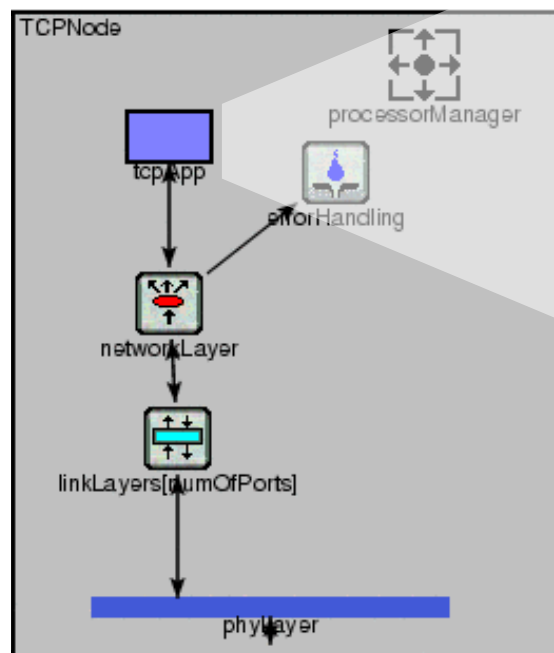 TCPNode
processorManager
tcpApp
errorHandling
networkLayer
linkLayers[numOfPorts]
phyLayer